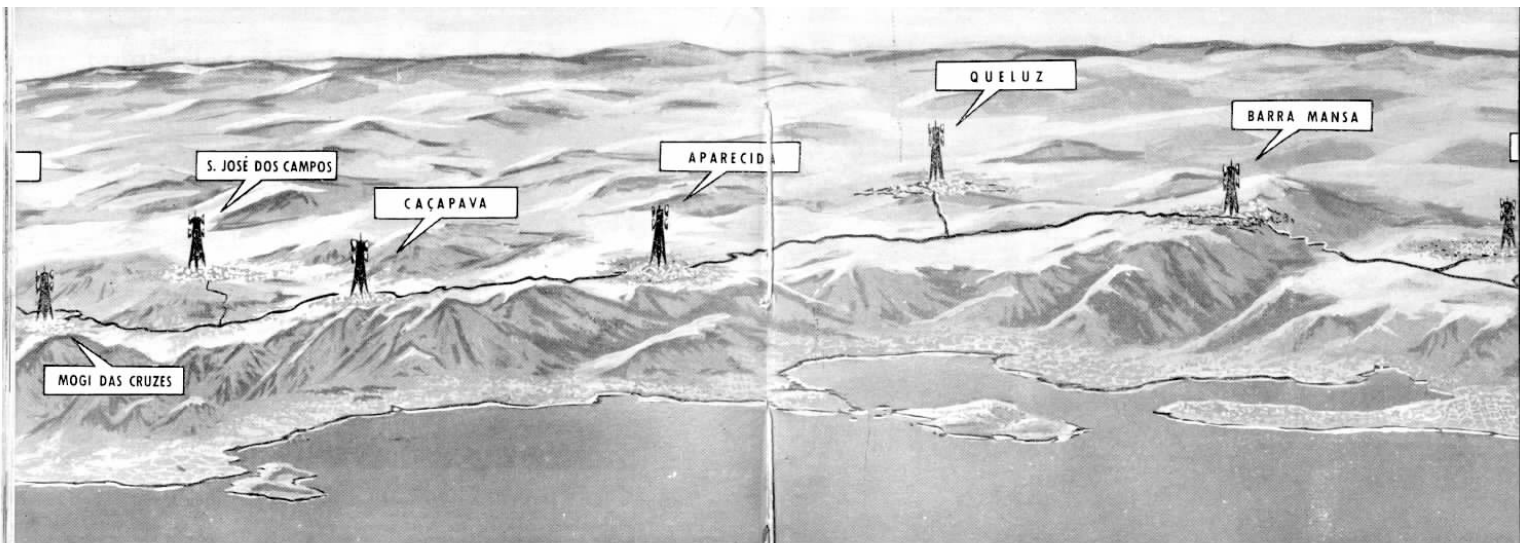 S. JOSÉ DOS CAMPOS
CAÇAPAVA
APARECIDA
QUELUZ
BARRA MANSA
MOGI DAS CRUZES